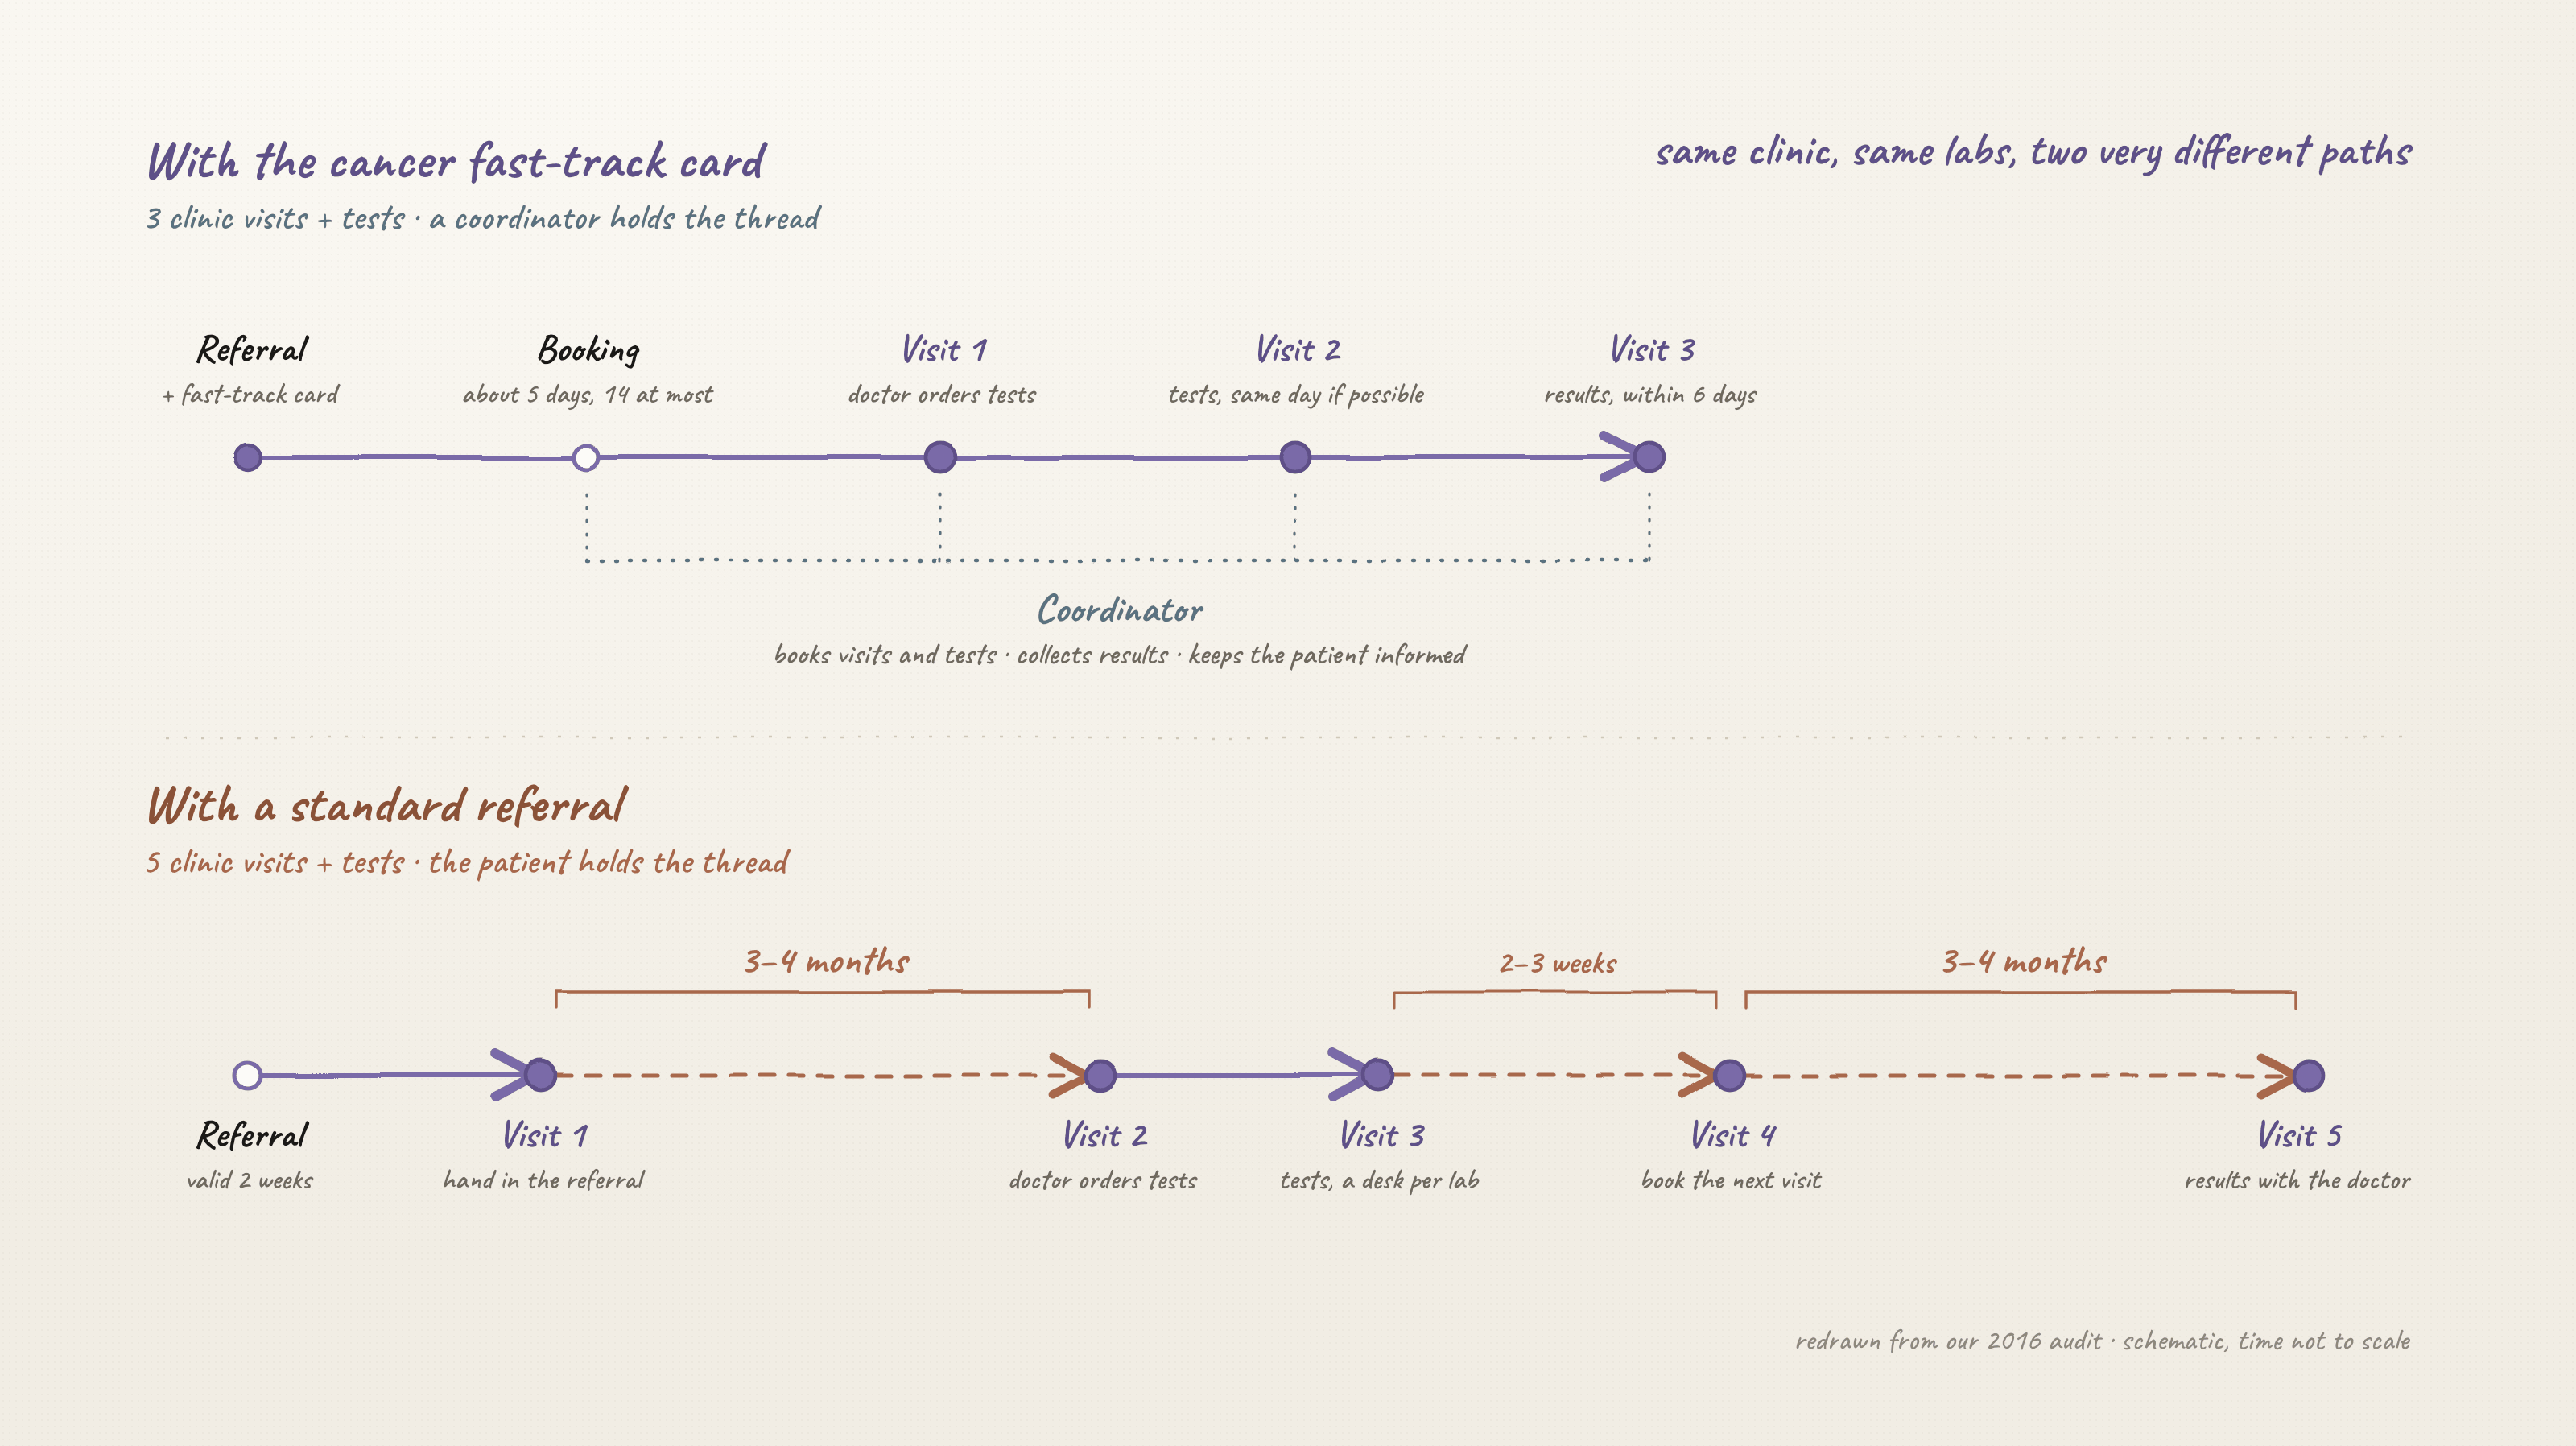 With the cancer fast-track card
same clinic, same labs, two very different paths
3 clinic visits + tests · a coordinator holds the thread
Referral
+ fast-track card
Booking
about 5 days, 14 at most
Visit 1
doctor orders tests
Visit 2
tests, same day if possible
Visit 3
results, within 6 days
Coordinator
books visits and tests · collects results · keeps the patient informed
With a standard referral
5 clinic visits + tests · the patient holds the thread
3–4 months
2–3 weeks
3–4 months
Referral
valid 2 weeks
Visit 1
hand in the referral
Visit 2
doctor orders tests
Visit 3
tests, a desk per lab
Visit 4
book the next visit
Visit 5
results with the doctor
redrawn from our 2016 audit · schematic, time not to scale